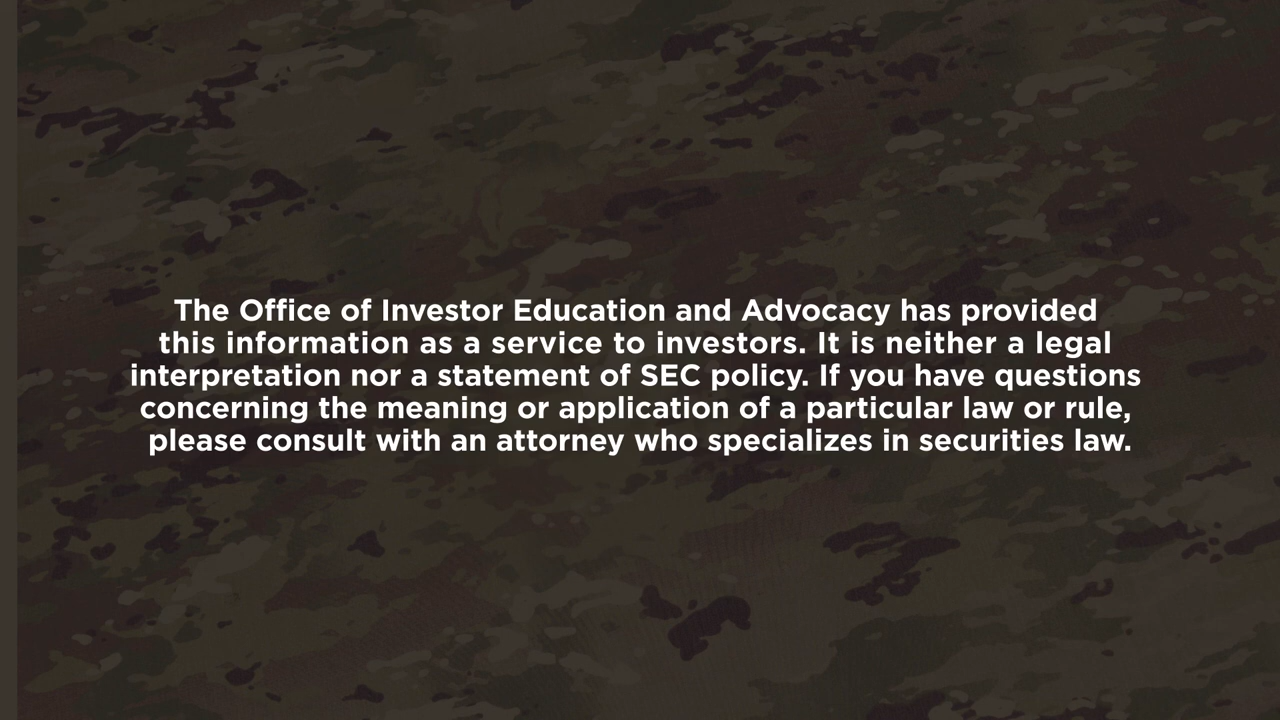 The Office of Investor Education and Advocacy has provided
this information as a service to investors. It is neither a legal
interpretation nor a statement of SEC policy. If you have questions
concerning the meaning or application of a particular law or rule,
please consult with an attorney who specializes in securities law.